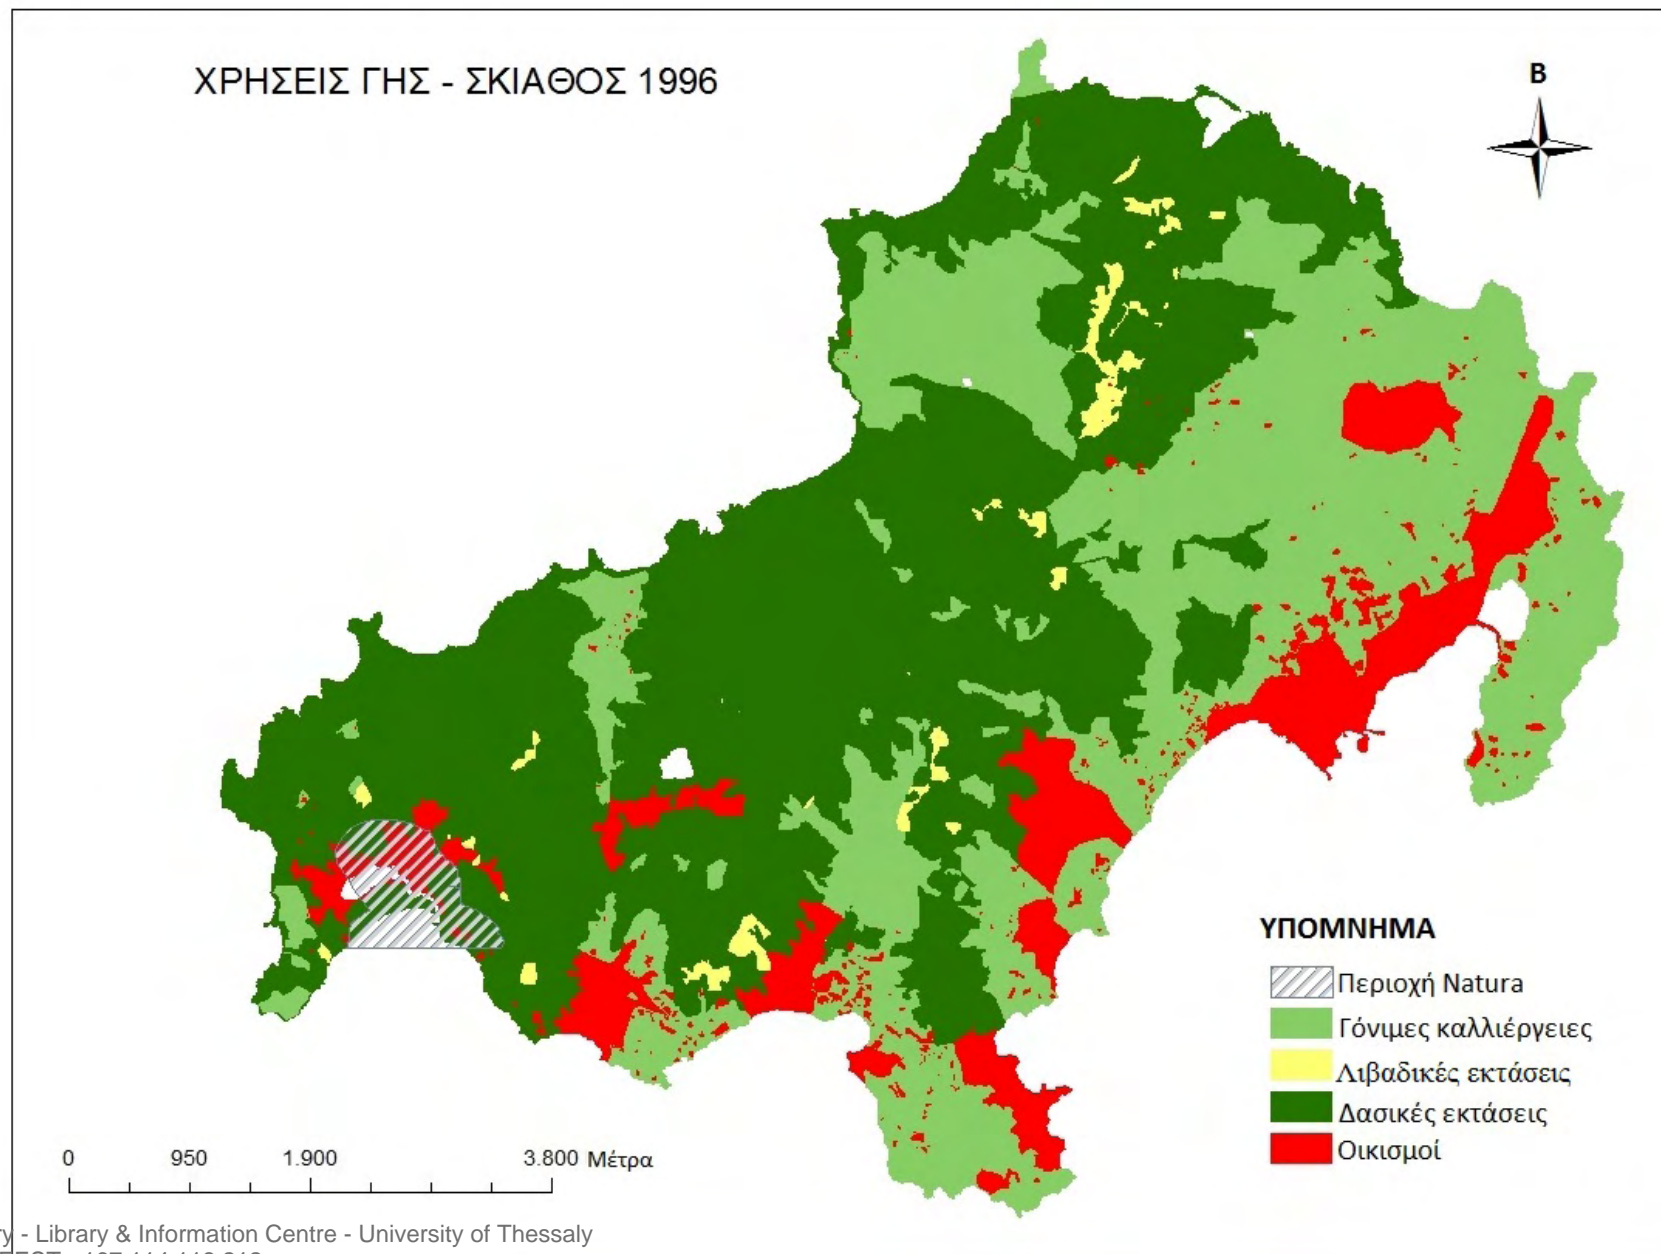 ΧΡΗΣΕΙΣ ΓΗΣ - ΣΚΙΑΘΟΣ 1996
Β
ΥΠΟΜΝΗΜΑ
Περιοχή Natura
Γόνιμες καλλιέργειες
Λιβαδικές εκτάσεις
Δασικές εκτάσεις
Οικισμοί
0 950 1.900 3.800 Μέτρα
- Library & Information Centre - University of Thessaly